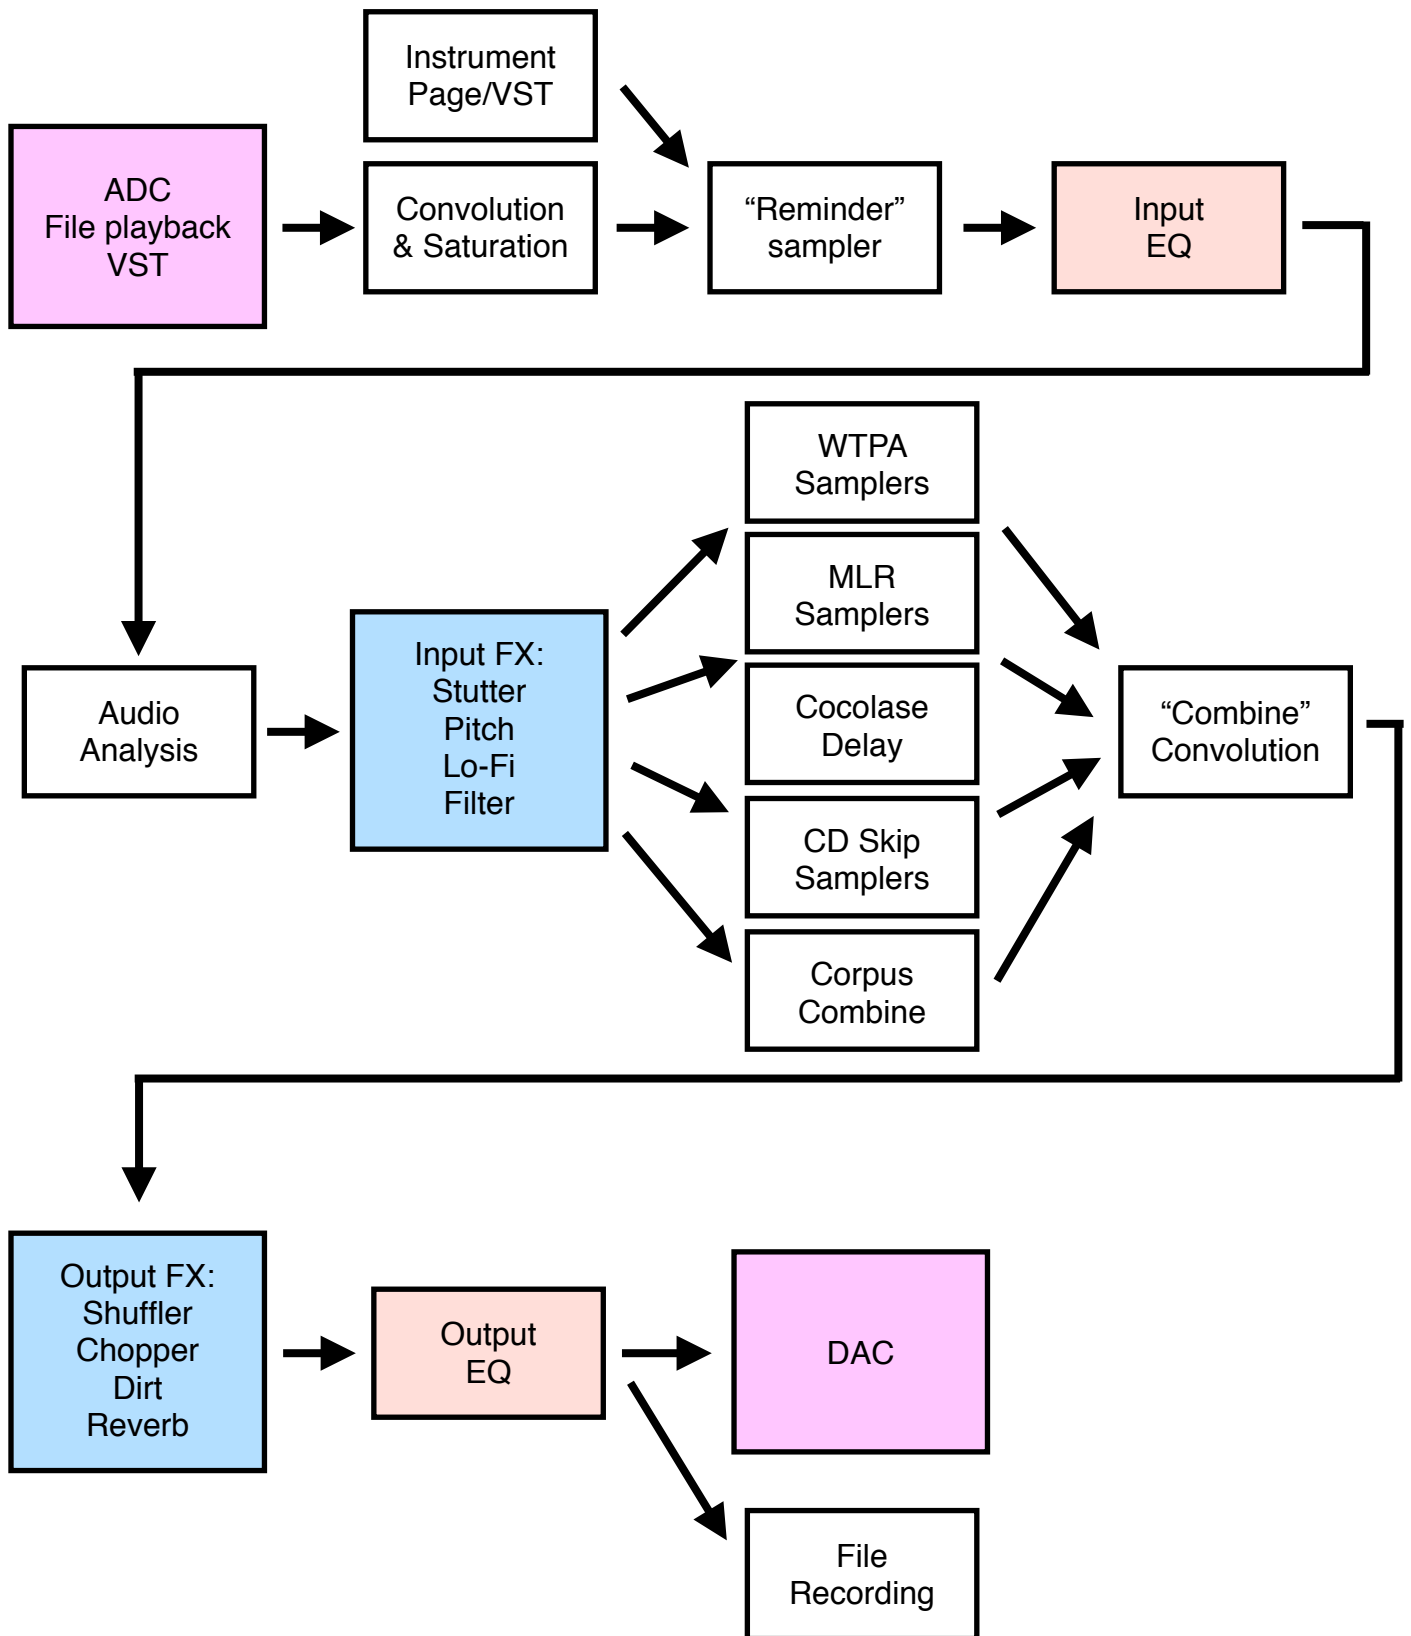 Instrument
Page/VST
ADC
File playback
VST
Convolution
& Saturation
“Reminder”
sampler
Input
EQ
WTPA
Samplers
MLR
Samplers
Cocolase
Delay
CD Skip
Samplers
Corpus
Combine
Audio
Analysis
Input FX:
Stutter
Pitch
Lo-Fi
Filter
“Combine”
Convolution
Output FX:
Shuffler
Chopper
Dirt
Reverb
Output
EQ
DAC
File
Recording